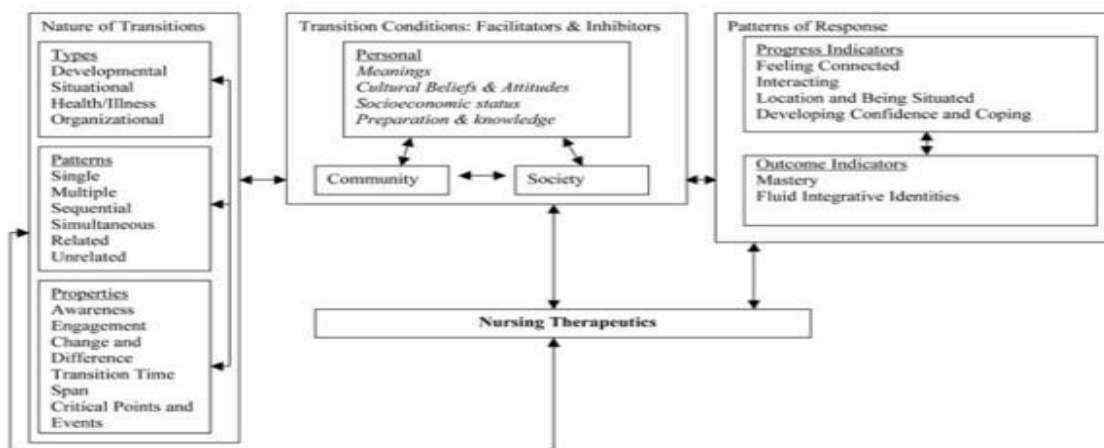 Nature of Transitions
Types
Developmental
Situational
Health/Illness
Organizational
Patterns
Single
Multiple
Sequential
Simultaneous
Related
Unrelated
Properties
Awareness
Engagement
Change and
Difference
Transition Time
Span
Critical Points and
Events
Transition Conditions: Facilitators & Inhibitors
Personal
Meanings
Cultural Beliefs & Attitudes
Socioeconomic status
Preparation & knowledge
Community
Society
Patterns of Response
Progress Indicators
Feeling Connected
Interacting
Location and Being Situated
Developing Confidence and Coping
Outcome Indicators
Mastery
Fluid Integrative Identities
Nursing Therapeutics